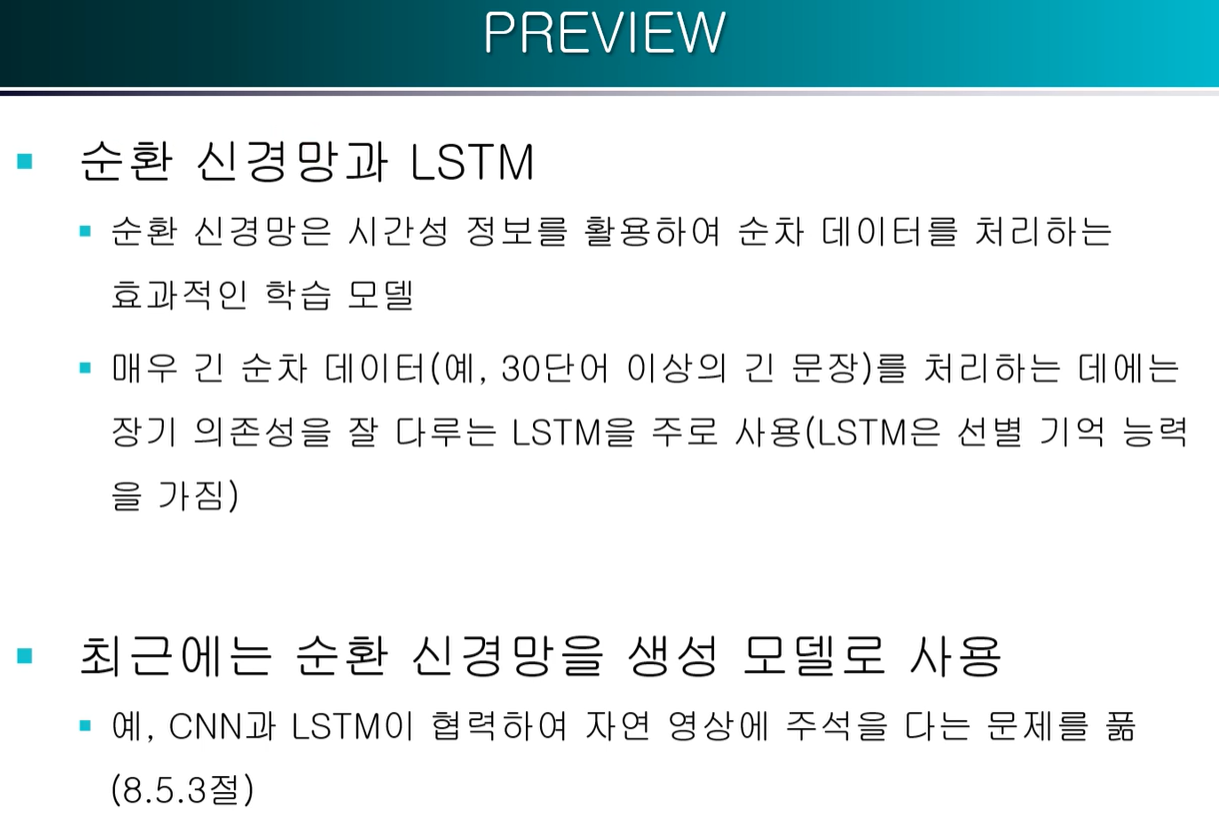 PREVIEW
순환 신경망과 LSTM
순환 신경망은 시간성 정보를 활용하여 순차 데이터를 처리하는
효과적인 학습 모델
매우 긴 순차 데이터(예, 30단어 이상의 긴 문장)를 처리하는 데에는
장기 의존성을 잘 다루는 LSTM을 주로 사용(LSTM은 선별 기억 능력
을 가짐)
최근에는 순환 신경망을 생성 모델로 사용
예, CNN과 LSTM이 협력하여 자연 영상에 주석을 다는 문제를 풂
(8.5.3절)